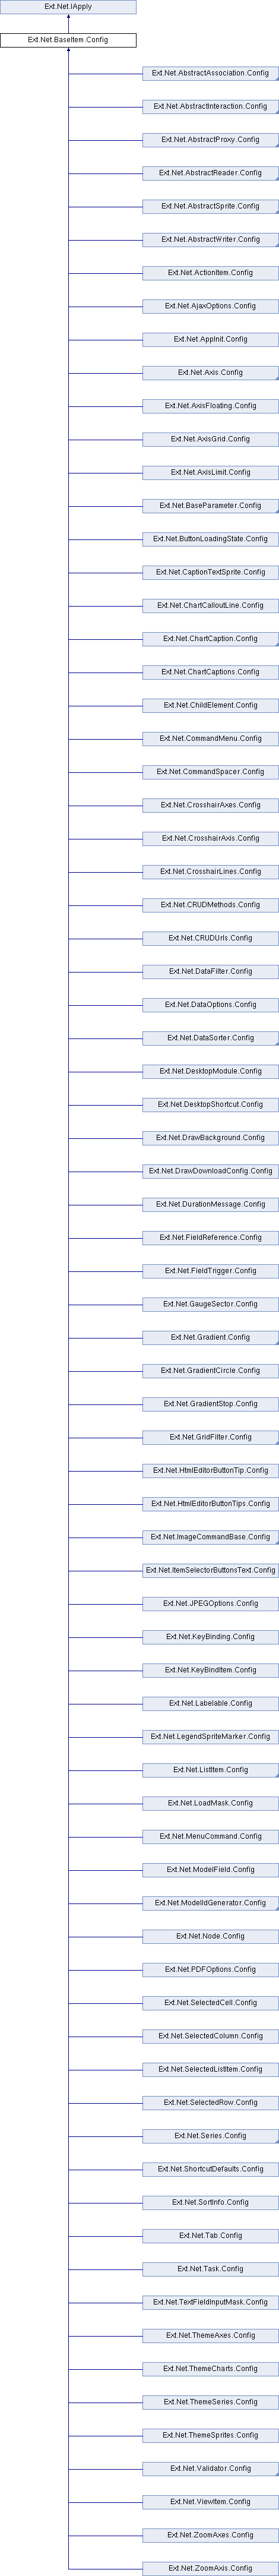 Ext.Net.IApply
Ext.Net.BaseItem.Config
Ext.Net.AbstractAssociation.Config
Ext.Net.AbstractInteraction.Config
Ext.Net.AbstractProxy.Config
Ext.Net.AbstractReader.Config
Ext.Net.AbstractSprite.Config
Ext.Net.AbstractWriter.Config
Ext.Net.ActionItem.Config
Ext.Net.AjaxOptions.Config
Ext.Net.AppInit.Config
Ext.Net.Axis.Config
Ext.Net.AxisFloating.Config
Ext.Net.AxisGrid.Config
Ext.Net.AxisLimit.Config
Ext.Net.BaseParameter.Config
Ext.Net.ButtonLoadingState.Config
Ext.Net.CaptionTextSprite.Config
Ext.Net.ChartCalloutLine.Config
Ext.Net.ChartCaption.Config
Ext.Net.ChartCaptions.Config
Ext.Net.ChildElement.Config
Ext.Net.CommandMenu.Config
Ext.Net.CommandSpacer.Config
Ext.Net.CrosshairAxes.Config
Ext.Net.CrosshairAxis.Config
Ext.Net.CrosshairLines.Config
Ext.Net.CRUDMethods.Config
Ext.Net.CRUDUrls.Config
Ext.Net.DataFilter.Config
Ext.Net.DataOptions.Config
Ext.Net.DataSorter.Config
Ext.Net.DesktopModule.Config
Ext.Net.DesktopShortcut.Config
Ext.Net.DrawBackground.Config
Ext.Net.DrawDownloadConfig.Config
Ext.Net.DurationMessage.Config
Ext.Net.FieldReference.Config
Ext.Net.FieldTrigger.Config
Ext.Net.GaugeSector.Config
Ext.Net.Gradient.Config
Ext.Net.GradientCircle.Config
Ext.Net.GradientStop.Config
Ext.Net.GridFilter.Config
Ext.Net.HtmlEditorButtonTip.Config
Ext.Net.HtmlEditorButtonTips.Config
Ext.Net.ImageCommandBase.Config
Ext.Net.ItemSelectorButtonsText.Config
Ext.Net.JPEGOptions.Config
Ext.Net.KeyBinding.Config
Ext.Net.KeyBindItem.Config
Ext.Net.Labelable.Config
Ext.Net.LegendSpriteMarker.Config
Ext.Net.ListItem.Config
Ext.Net.LoadMask.Config
Ext.Net.MenuCommand.Config
Ext.Net.ModelField.Config
Ext.Net.ModelIdGenerator.Config
Ext.Net.Node.Config
Ext.Net.PDFOptions.Config
Ext.Net.SelectedCell.Config
Ext.Net.SelectedColumn.Config
Ext.Net.SelectedListItem.Config
Ext.Net.SelectedRow.Config
Ext.Net.Series.Config
Ext.Net.ShortcutDefaults.Config
Ext.Net.SortInfo.Config
Ext.Net.Tab.Config
Ext.Net.Task.Config
Ext.Net.TextFieldInputMask.Config
Ext.Net.ThemeAxes.Config
Ext.Net.ThemeCharts.Config
Ext.Net.ThemeSeries.Config
Ext.Net.ThemeSprites.Config
Ext.Net.Validator.Config
Ext.Net.ViewItem.Config
Ext.Net.ZoomAxes.Config
Ext.Net.ZoomAxis.Config